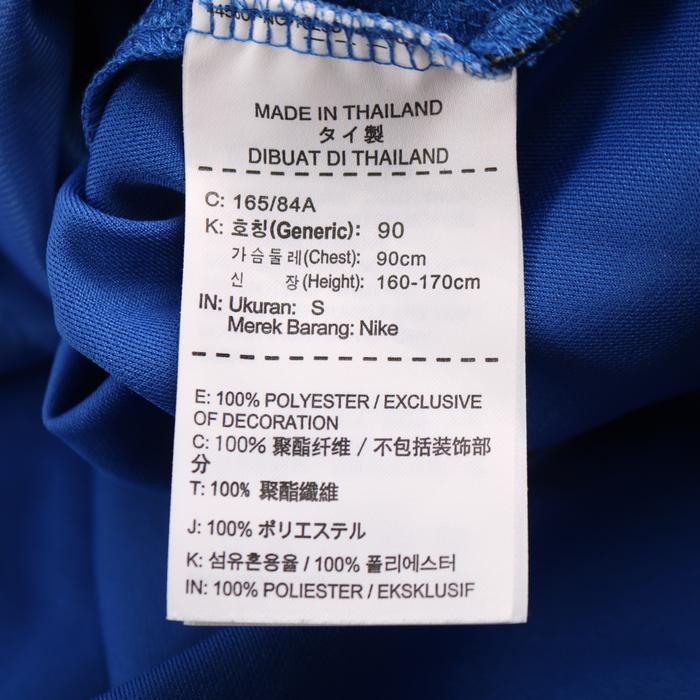 MADE IN THAILAND
タイ製
DIBUAT DI THAILAND
C: 165/84A
K: 호칭(Generic): 90
가슴둘레(Chest): 90cm
신 장(Height): 160-170cm
IN: Ukuran: S
Merek Barang: Nike
E: 100% POLYESTER / EXCLUSIVE
OF DECORATION
C: 100% 聚酯纤维 / 不包括装饰部
分
T: 100% 聚酯纖維
J: 100% ポリエステル
K: 섬유혼용율 / 100% 폴리에스터
IN: 100% POLIESTER / EKSKLUSIF